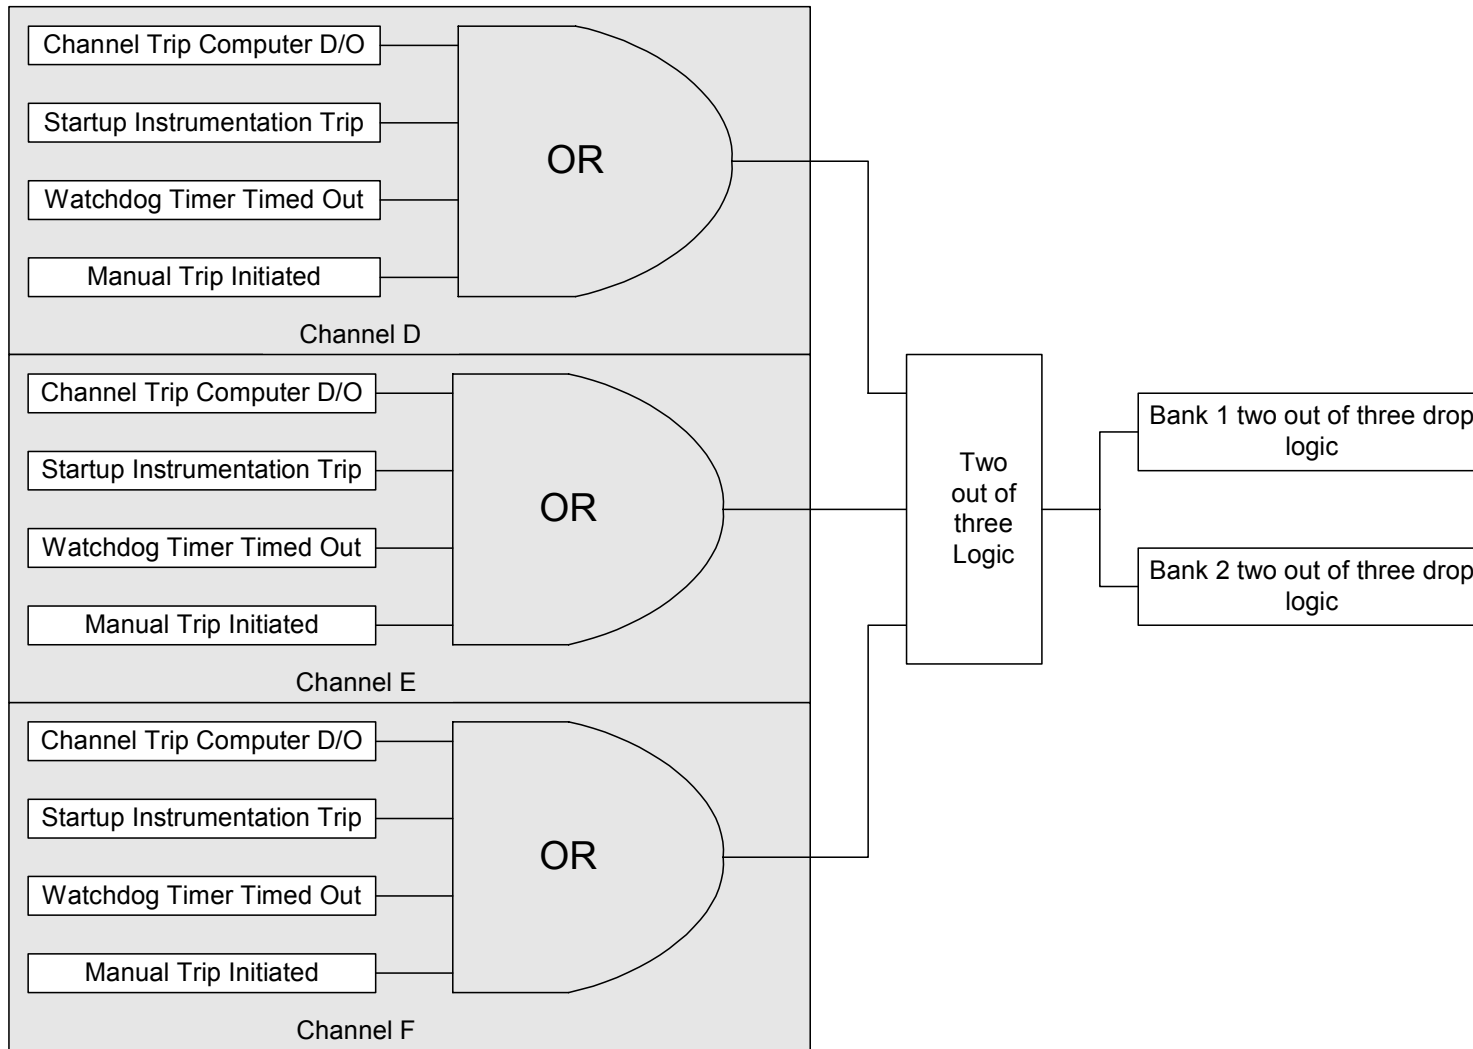 Channel Trip Computer D/O
Startup Instrumentation Trip
Watchdog Timer Timed Out
Manual Trip Initiated
OR
Channel D
Channel Trip Computer D/O
Startup Instrumentation Trip
Watchdog Timer Timed Out
Manual Trip Initiated
OR
Channel E
Channel Trip Computer D/O
Startup Instrumentation Trip
Watchdog Timer Timed Out
Manual Trip Initiated
OR
Channel F
Two
out of
three
Logic
Bank 1 two out of three drop
logic
Bank 2 two out of three drop
logic